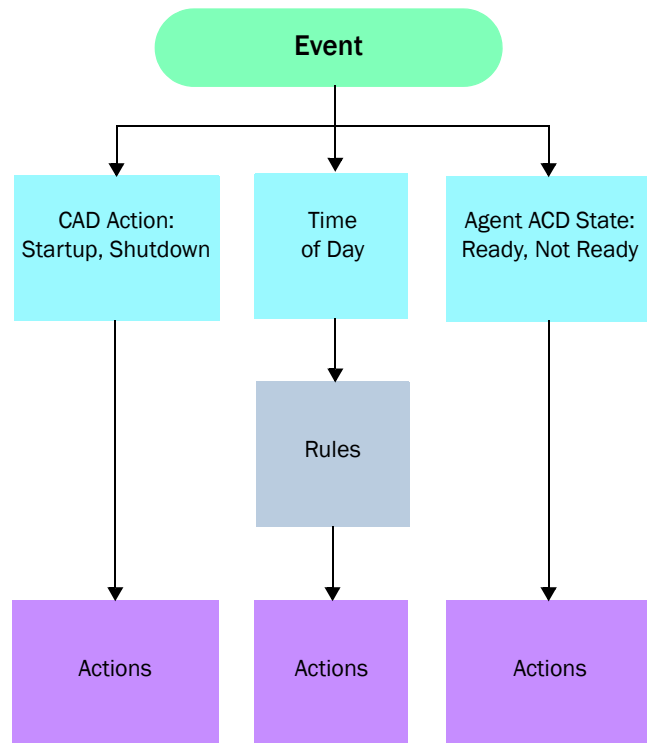 Event
CAD Action:
Startup, Shutdown
Time
of Day
Agent ACD State:
Ready, Not Ready
Rules
Actions
Actions
Actions